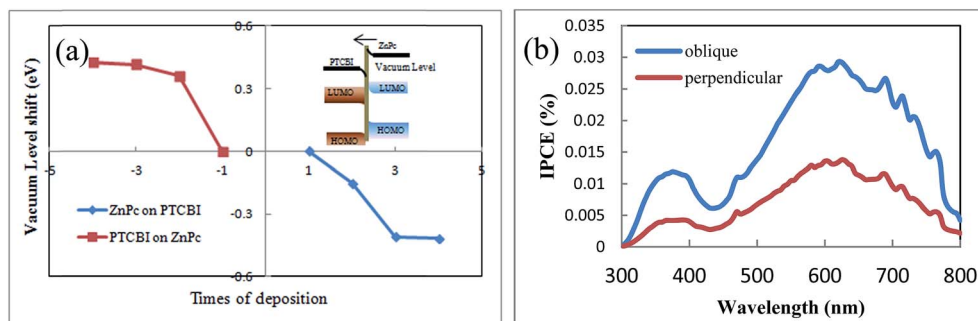 (a)
Vacuum Level shift (eV)
0.6
0.3
0
-0.3
-0.6
-5
-3
-1
1
3
5
ZnPc
PTCBI
Vacuum Level
LUMO
LUMO
HOMO
HOMO
ZnPc on PTCBI
PTCBI on ZnPc
Times of deposition
(b)
IPCE (%)
0.035
0.03
0.025
0.02
0.015
0.01
0.005
0
oblique
perpendicular
300 400 500 600 700 800
Wavelength (nm)